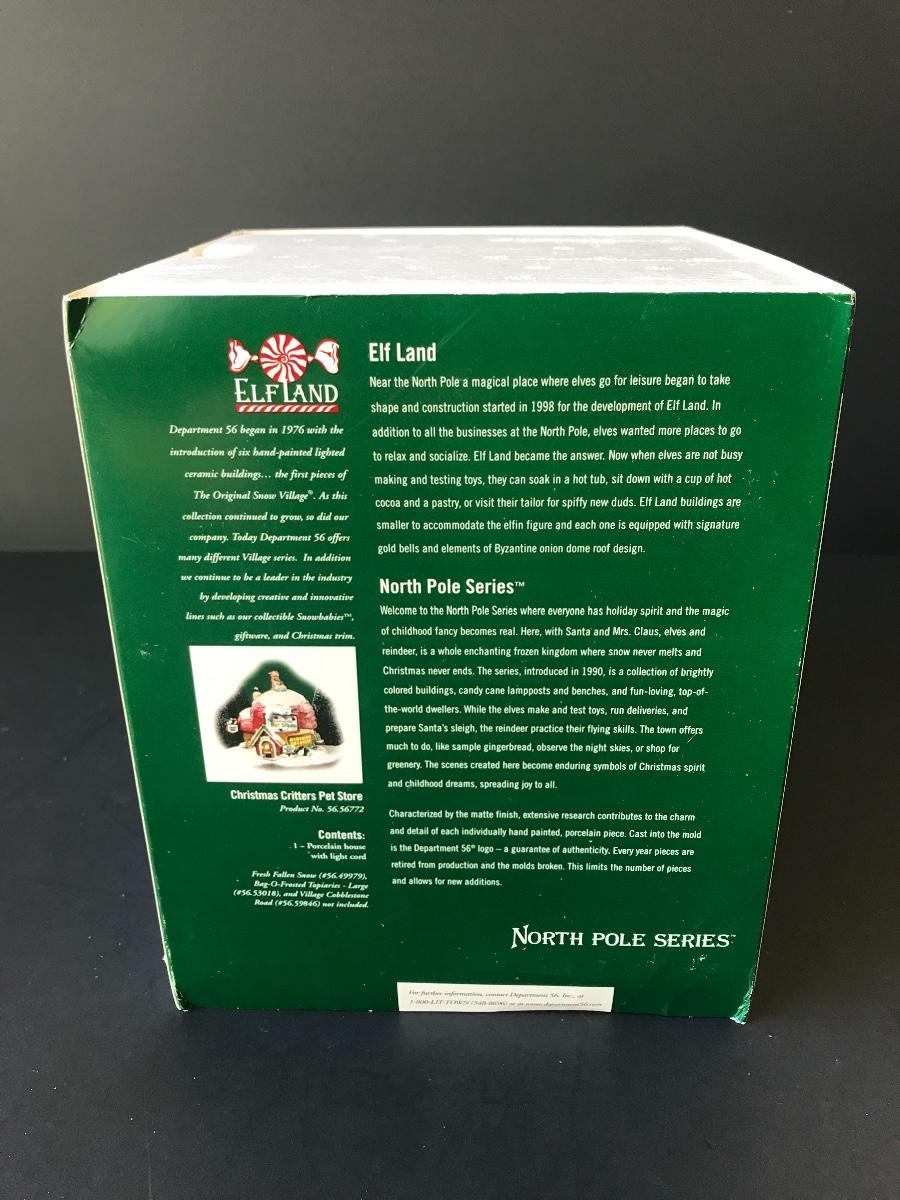 ELF LAND
Department 56 began in 1976 with the
introduction of six hand-painted lighted
ceramic buildings... the first pieces of
The Original Snow Village®. As this
collection continued to grow, so did our
company. Today Department 56 offers
many different Village series. In addition
we continue to be a leader in the industry
by developing creative and innovative
lines such as our collectible Snowbabies™,
giftware, and Christmas trim.
Christmas Critters Pet Store
Product No. 56.56772
Contents:
1 – Porcelain house
with light cord
Fresh Fallen Snow (#56.49979),
Bag-O-Frosted Topiaries - Large
(#56.53018), and Village Cobblestone
Road (#56.59846) not included.
Elf Land
Near the North Pole a magical place where elves go for leisure began to take
shape and construction started in 1998 for the development of Elf Land. In
addition to all the businesses at the North Pole, elves wanted more places to go
to relax and socialize. Elf Land became the answer. Now when elves are not busy
making and testing toys, they can soak in a hot tub, sit down with a cup of hot
cocoa and a pastry, or visit their tailor for spiffy new duds. Elf Land buildings are
smaller to accommodate the elfin figure and each one is equipped with signature
gold bells and elements of Byzantine onion dome roof design.
North Pole Series™
Welcome to the North Pole Series where everyone has holiday spirit and the magic
of childhood fancy becomes real. Here, with Santa and Mrs. Claus, elves and
reindeer, is a whole enchanting frozen kingdom where snow never melts and
Christmas never ends. The series, introduced in 1990, is a collection of brightly
colored buildings, candy cane lampposts and benches, and fun-loving, top-of-
the-world dwellers. While the elves make and test toys, run deliveries, and
prepare Santa's sleigh, the reindeer practice their flying skills. The town offers
much to do, like sample gingerbread, observe the night skies, or shop for
greenery. The scenes created here become enduring symbols of Christmas spirit
and childhood dreams, spreading joy to all.
Characterized by the matte finish, extensive research contributes to the charm
and detail of each individually hand painted, porcelain piece. Cast into the mold
is the Department 56® logo – a guarantee of authenticity. Every year pieces are
retired from production and the molds broken. This limits the number of pieces
and allows for new additions.
NORTH POLE SERIES™
For further information, contact Department 56, Inc., at
1-800-LIT-TOWN (548-8696) or at www.department56.com